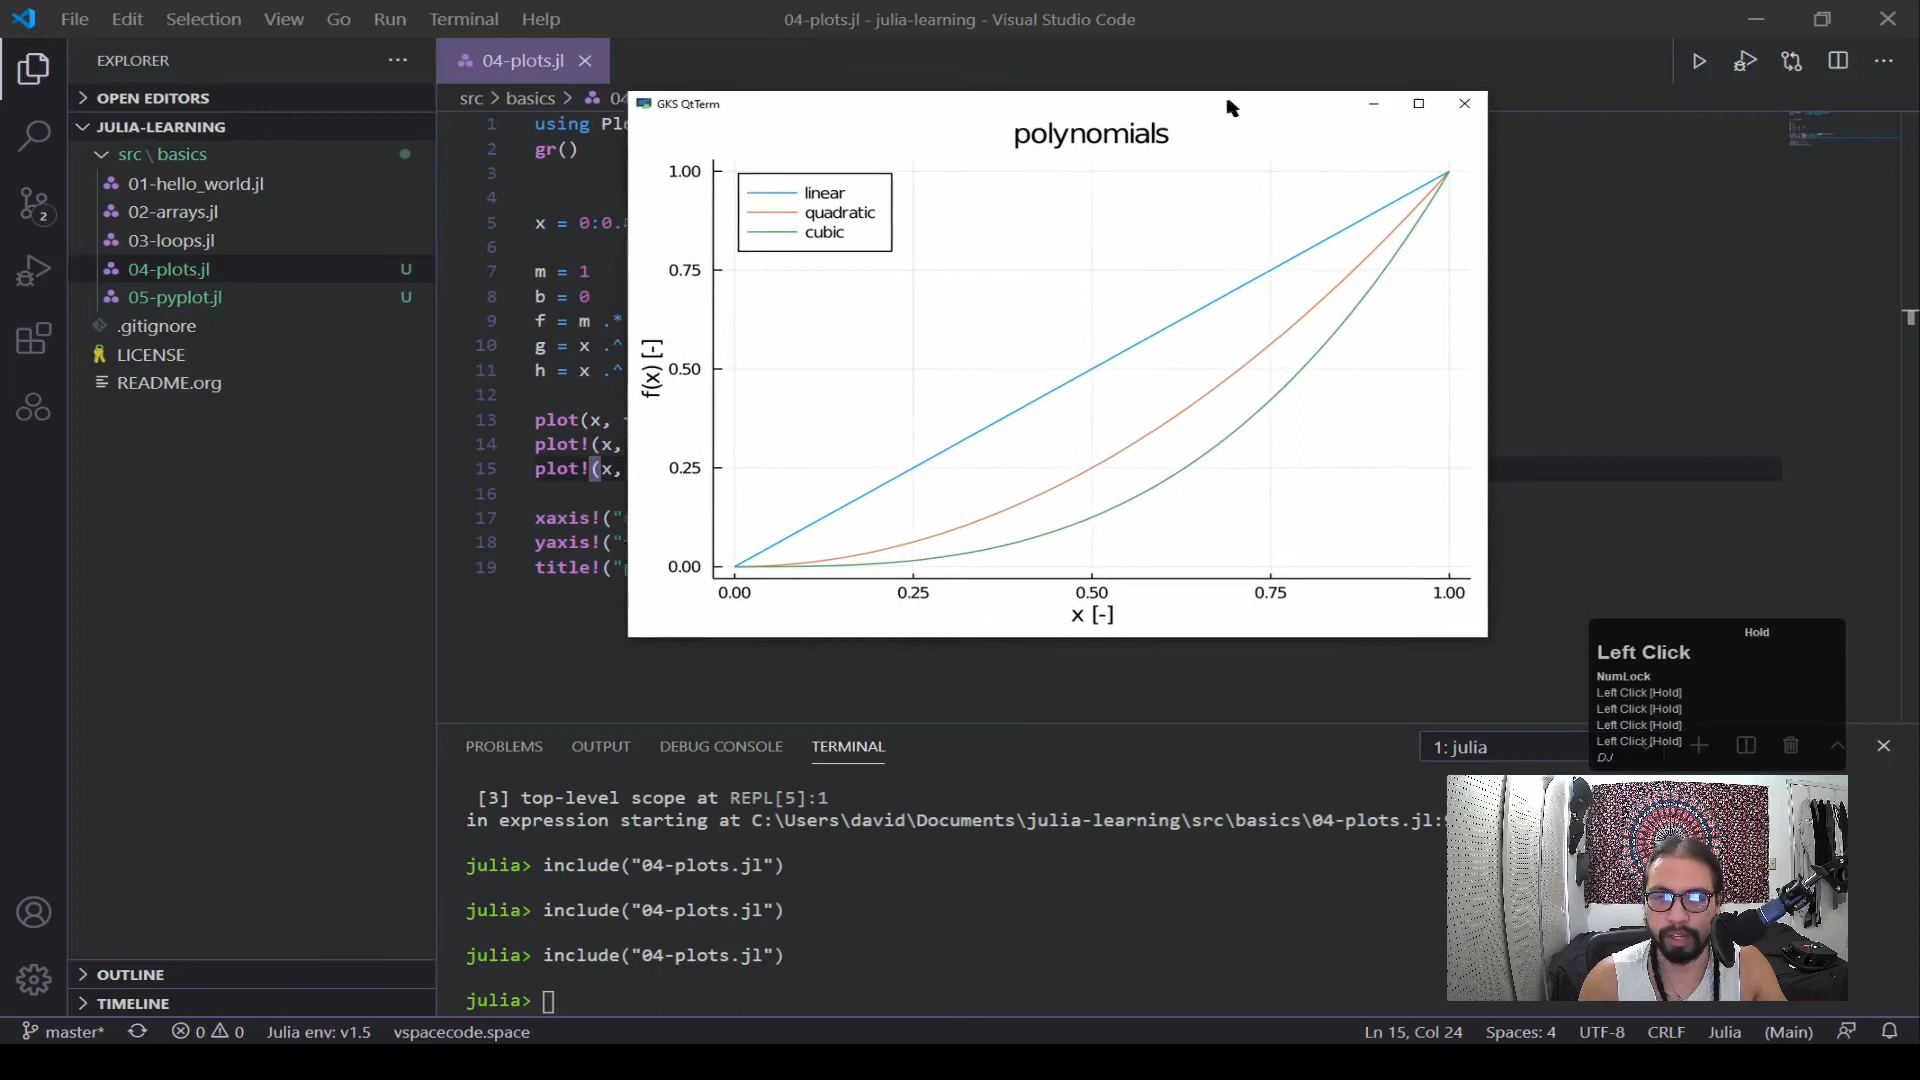 File Edit Selection View Go Run Terminal Help
04-plots.jl - julia-learning - Visual Studio Code
EXPLORER
OPEN EDITORS
JULIA-LEARNING
src \ basics
01-hello_world.jl
02-arrays.jl
03-loops.jl
04-plots.jl U
05-pyplot.jl U
.gitignore
LICENSE
README.org
OUTLINE
TIMELINE
2
04-plots.jl
src > basics > 04
1 using Plo
2 gr()
3
4
5 x = 0:0.
6
7 m = 1
8 b = 0
9 f = m .*
10 g = x .^
11 h = x .^
12
13 plot(x,
14 plot!(x,
15 plot!(x,
16
17 xaxis!("
18 yaxis!("
19 title!("
GKS QtTerm
polynomials
linear
quadratic
cubic
1.00
0.75
0.50
0.25
0.00
f(x) [-]
0.00 0.25 0.50 0.75 1.00
x [-]
Hold
Left Click
NumLock
Left Click [Hold]
Left Click [Hold]
Left Click [Hold]
Left Click [Hold]
DJ
PROBLEMS OUTPUT DEBUG CONSOLE TERMINAL
1: julia
[3] top-level scope at REPL[5]:1
in expression starting at C:\Users\david\Documents\julia-learning\src\basics\04-plots.jl:
julia> include("04-plots.jl")
julia> include("04-plots.jl")
julia> include("04-plots.jl")
julia>
master* 0 0 Julia env: v1.5 vspacecode.space
Ln 15, Col 24 Spaces: 4 UTF-8 CRLF Julia (Main)